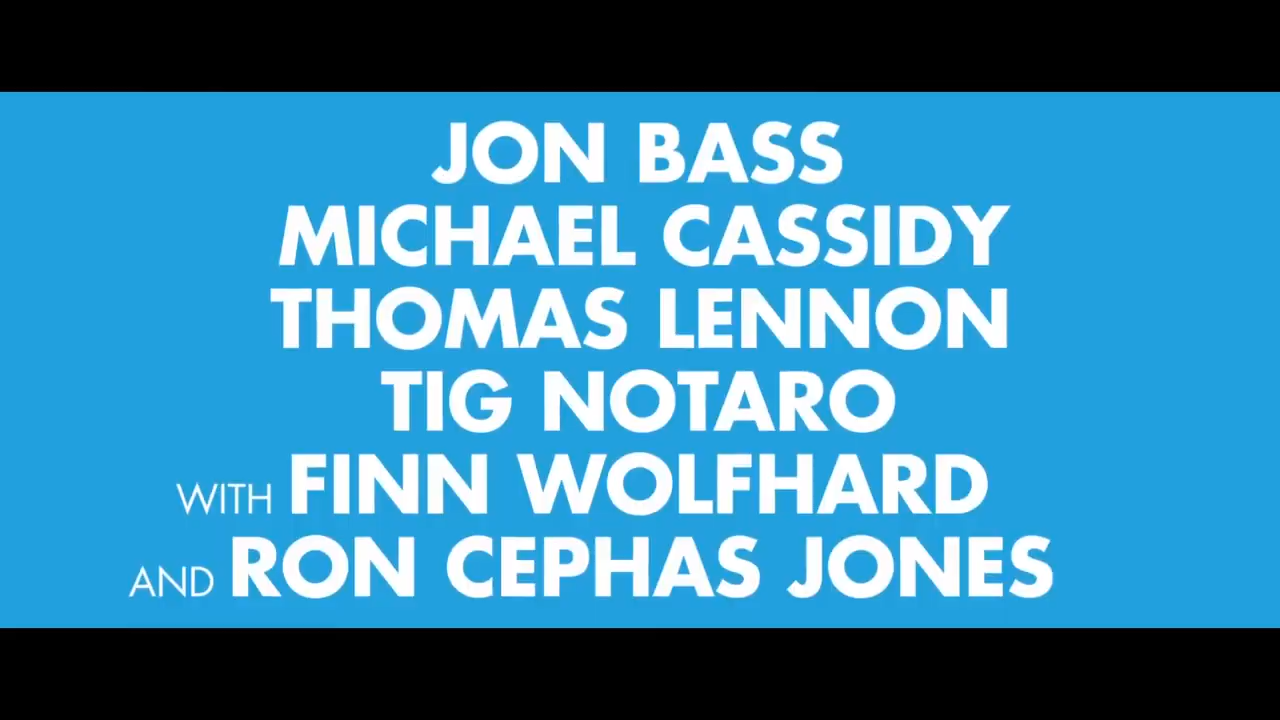 JON BASS
MICHAEL CASSIDY
THOMAS LENNON
TIG NOTARO
WITH FINN WOLFHARD
AND RON CEPHAS JONES